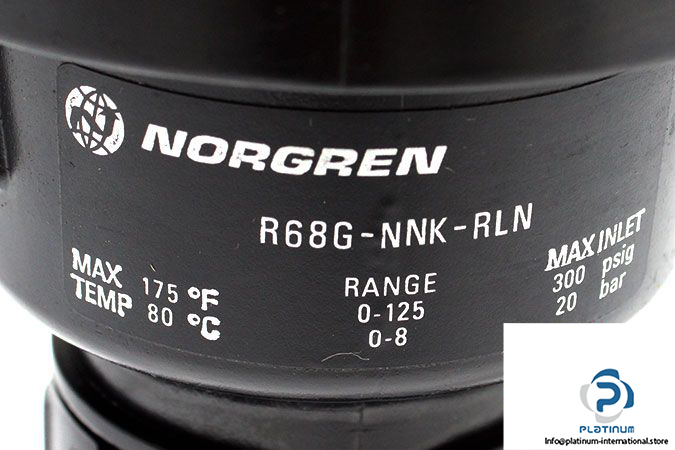 NORGREN
R68G-NNK-RLN
MAX TEMP 175 °F 80 °C
RANGE
0-125
0-8
MAX INLET
300 psig
20 bar
PLATINUM
Info@platinum-international.store